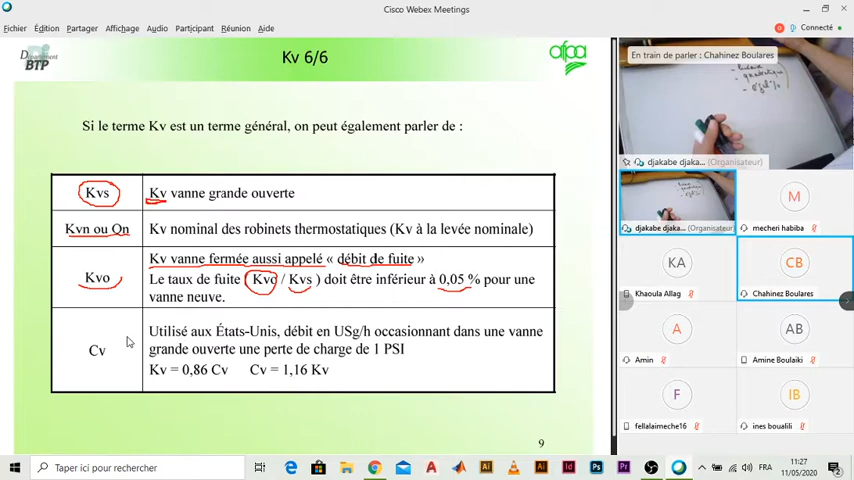 Cisco Webex Meetings
Fichier Édition Partager Affichage Audio Participant Réunion Aide
Connecté
Département
BTP
Kv 6/6
afpa
Si le terme Kv est un terme général, on peut également parler de :
Kvs
Kv vanne grande ouverte
Kvn ou Qn
Kv nominal des robinets thermostatiques (Kv à la levée nominale)
Kvo
Kv vanne fermée aussi appelé « débit de fuite »
Le taux de fuite ( Kvo / Kvs ) doit être inférieur à 0,05 % pour une
vanne neuve.
Cv
Utilisé aux États-Unis, débit en USg/h occasionnant dans une vanne
grande ouverte une perte de charge de 1 PSI
Kv = 0,86 Cv Cv = 1,16 Kv
9
En train de parler : Chahinez Boulares
djakabe djaka... (Organisateur)
djakabe djaka... (Organisateur)
M
mecheri habiba
KA
Khaoula Allag
CB
Chahinez Boulares
A
Amin
AB
Amine Boulaiki
F
fellalaimeche16
IB
ines boualili
Taper ici pour rechercher
FRA
11:27
11/05/2020
2